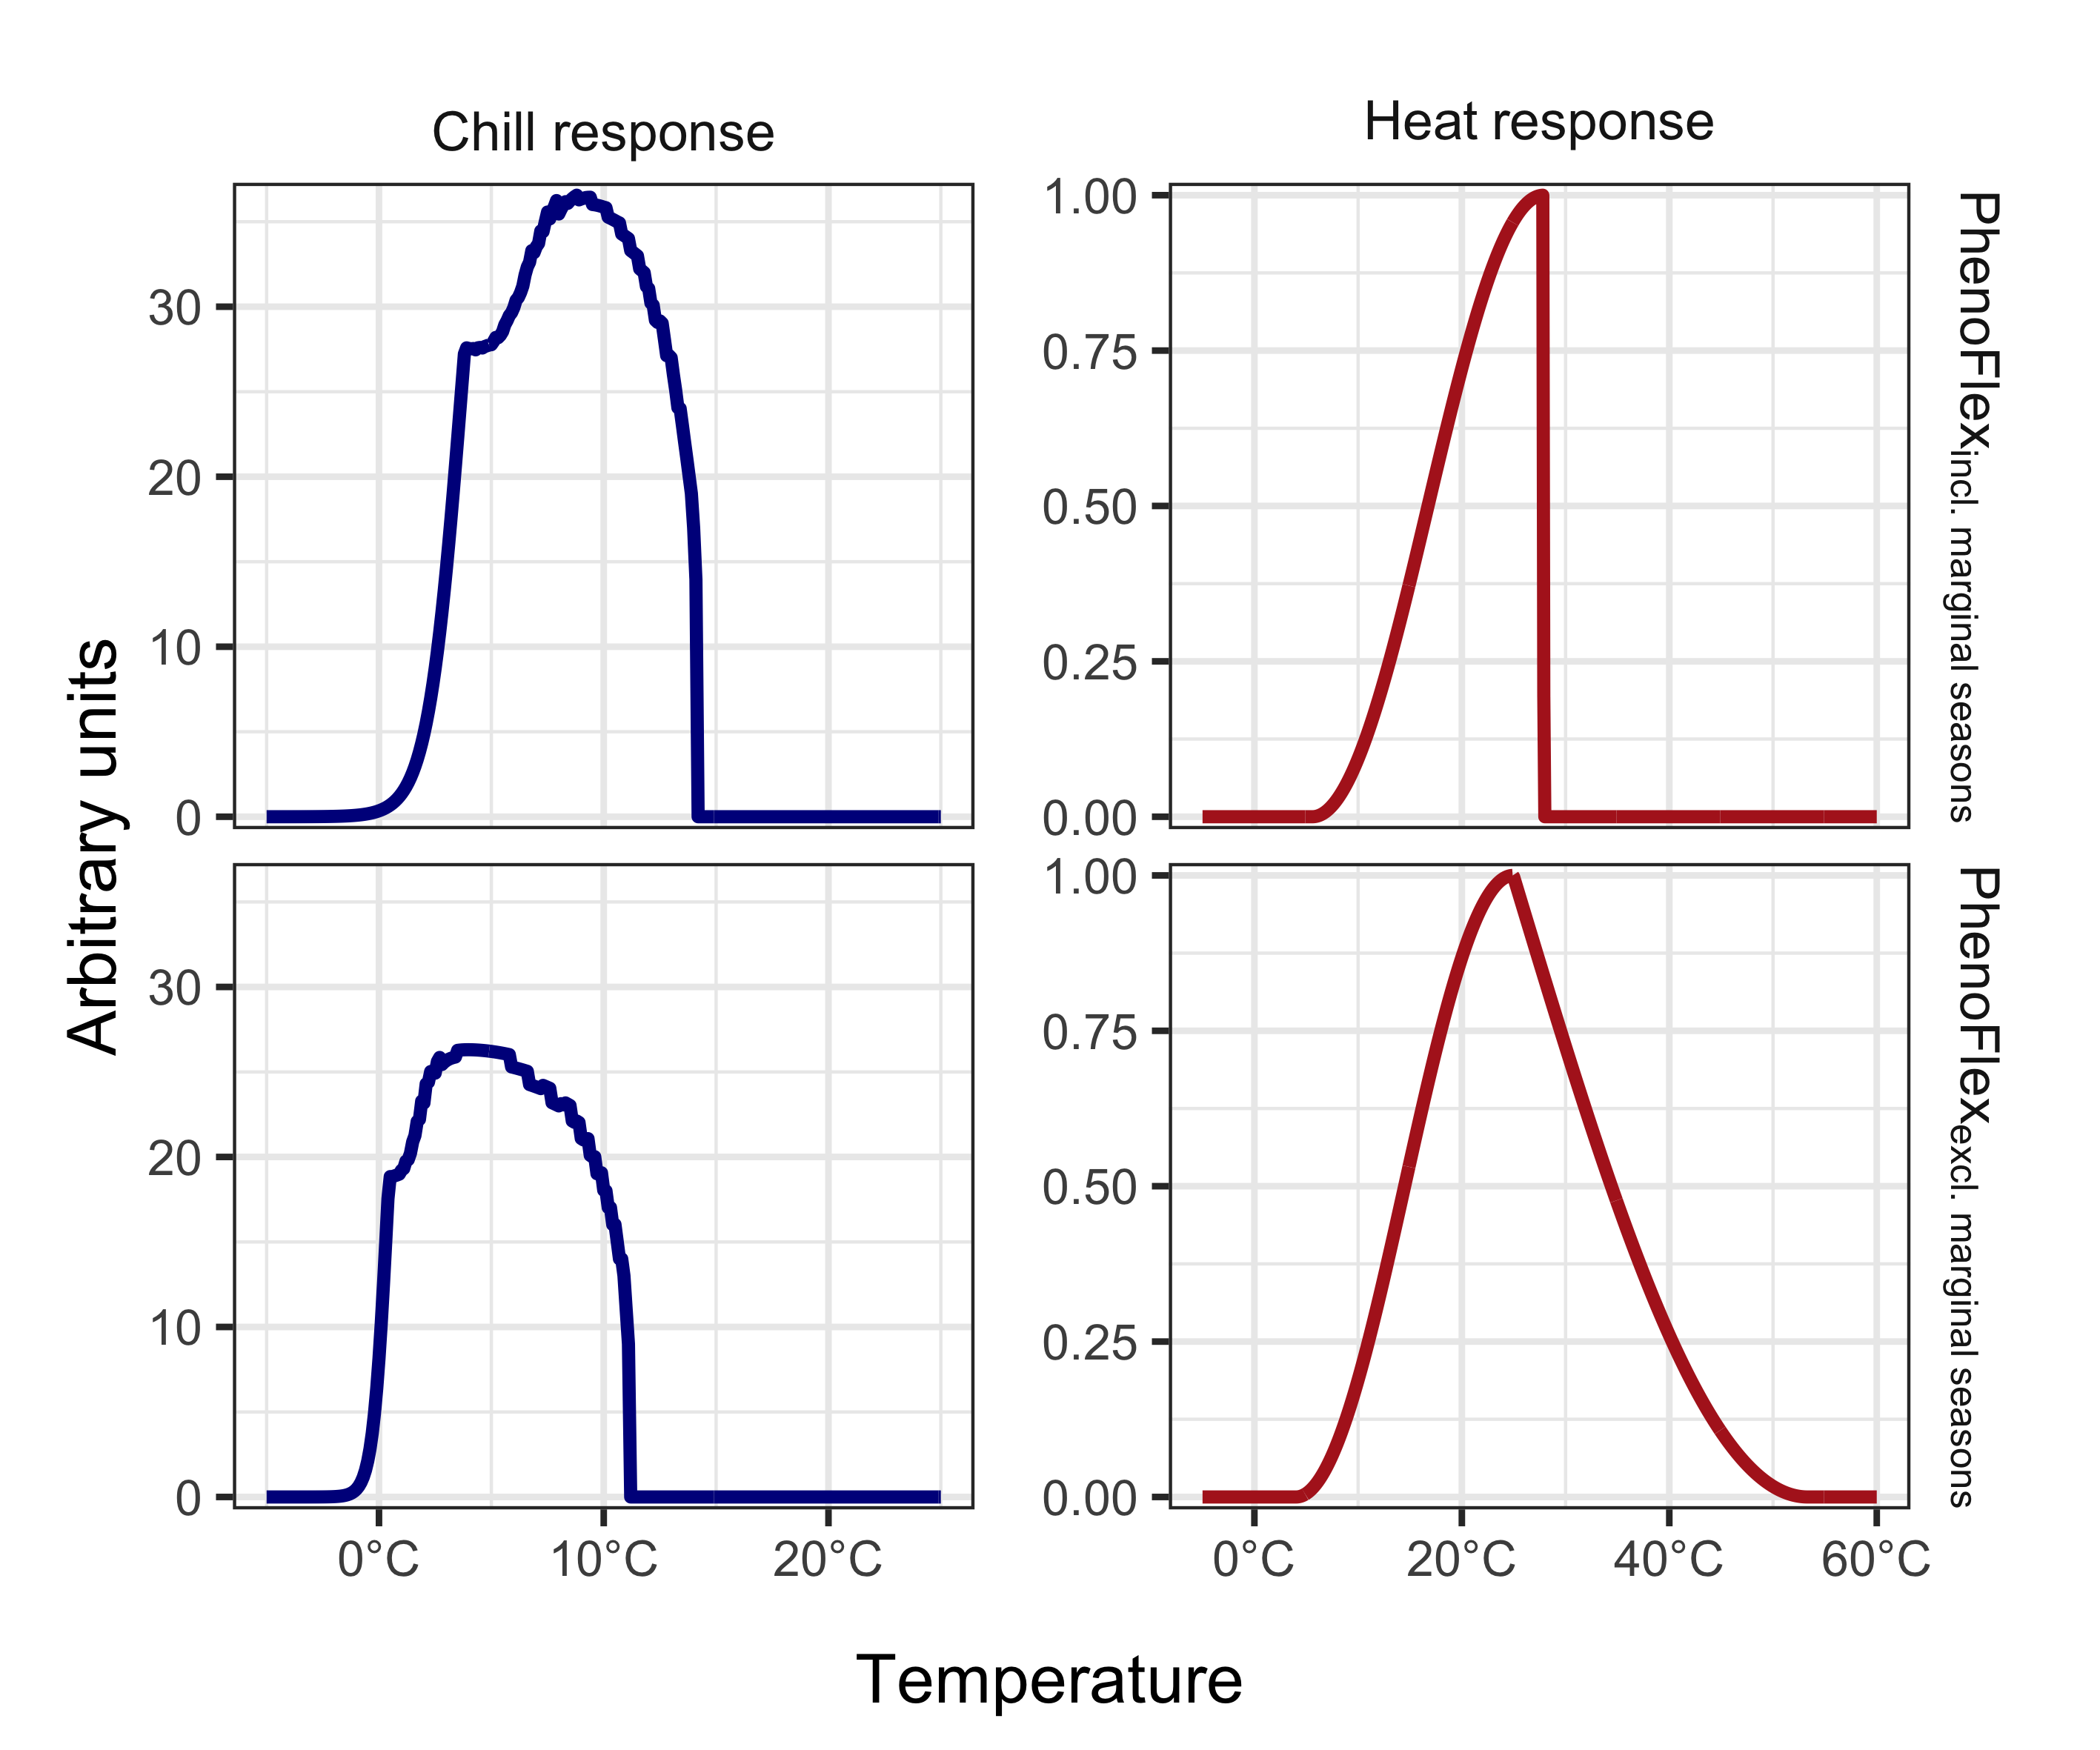 Chill response
Heat response
30
20
10
0
1.00
0.75
0.50
0.25
0.00
PhenoFlexincl. marginal seasons
Arbitrary units
30
20
10
0
1.00
0.75
0.50
0.25
0.00
PhenoFlexexcl. marginal seasons
0°C 10°C 20°C
0°C 20°C 40°C 60°C
Temperature